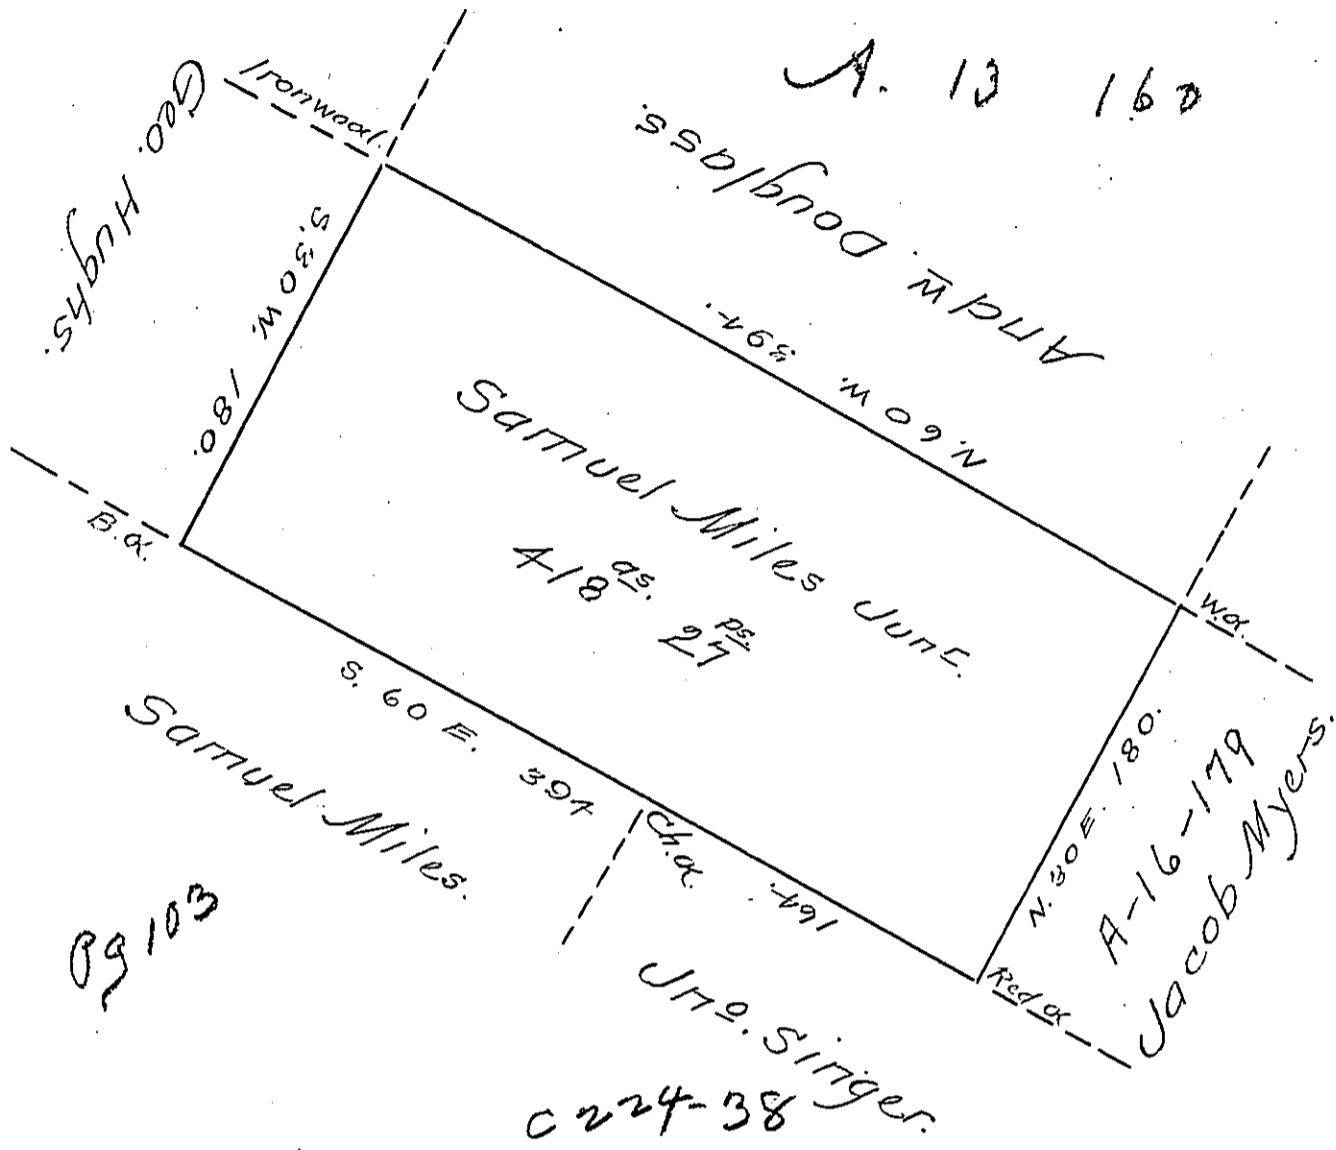 A. 13 160
Ironwood.
Geo. Hughs.
Andw. Douglass.
S. 30 W. 180.
N. 60 W. 394.
Samuel Miles Junr.
418 as. 27 ps.
B.O.
W.O.
S. 60 E. 394
Ch.O.
164.
N. 30 E. 180.
A-16-179
Jacob Myers.
Samuel Miles.
Red O
Pg 103
Jno. Singer.
C224-38